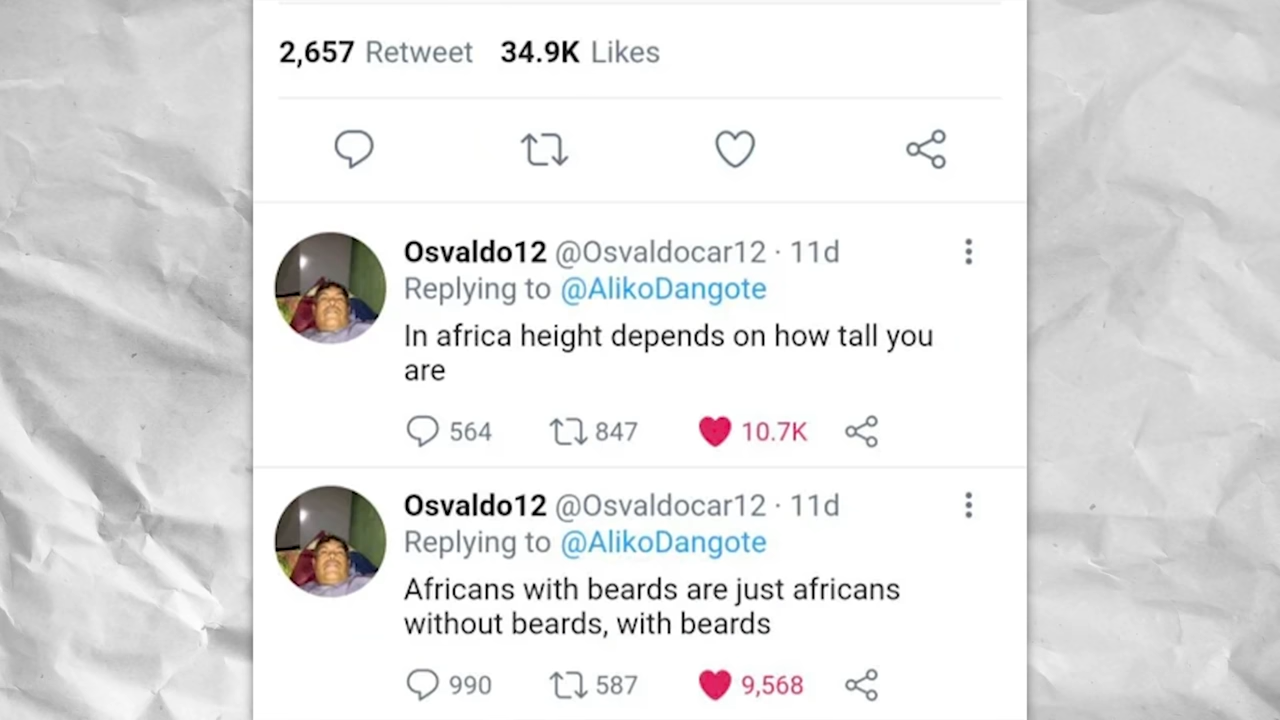 2,657 Retweet 34.9K Likes
Osvaldo12 @Osvaldocar12 · 11d
Replying to @AlikoDangote
In africa height depends on how tall you
are
564 847 10.7K
Osvaldo12 @Osvaldocar12 · 11d
Replying to @AlikoDangote
Africans with beards are just africans
without beards, with beards
990 587 9,568